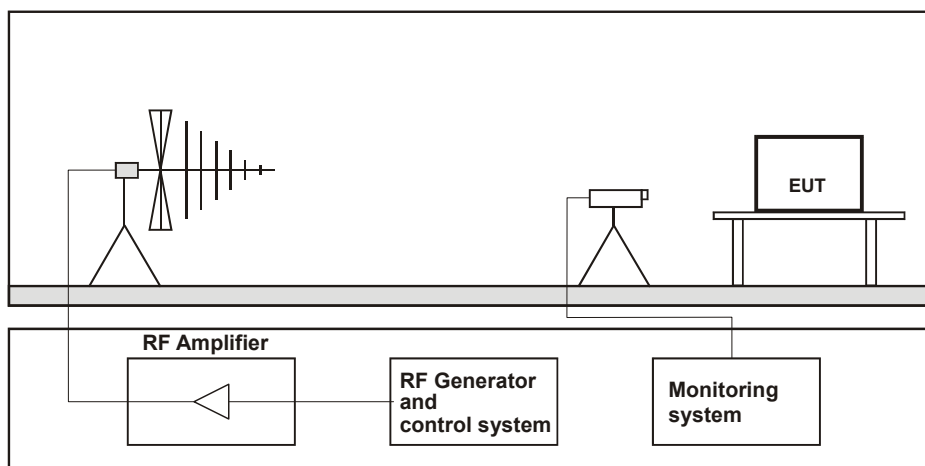 EUT
RF Amplifier
RF Generator
and
control system
Monitoring
system